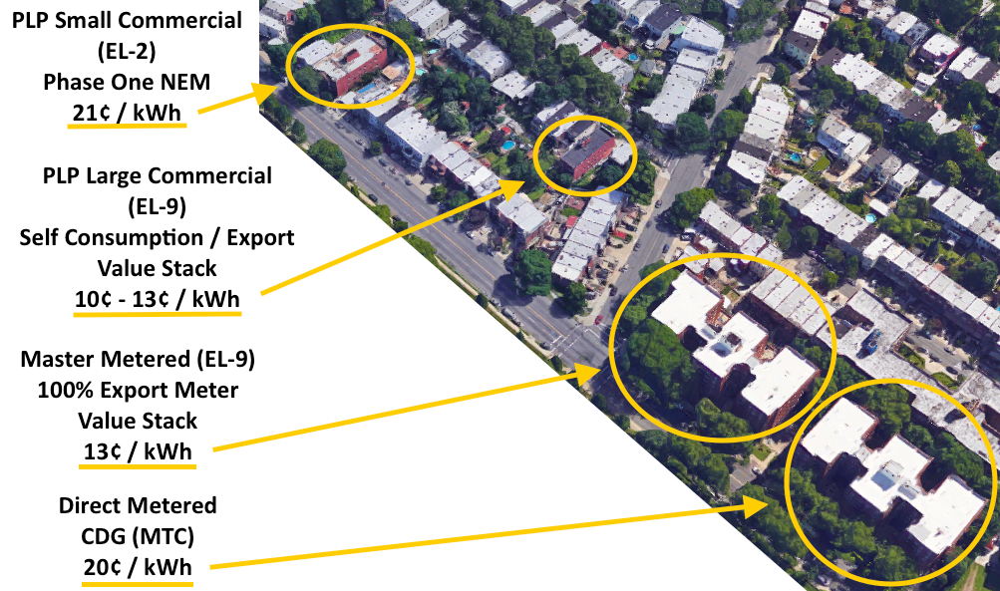 PLP Small Commercial
(EL-2)
Phase One NEM
21¢ / kWh
PLP Large Commercial
(EL-9)
Self Consumption / Export
Value Stack
10¢ - 13¢ / kWh
Master Metered (EL-9)
100% Export Meter
Value Stack
13¢ / kWh
Direct Metered
CDG (MTC)
20¢ / kWh